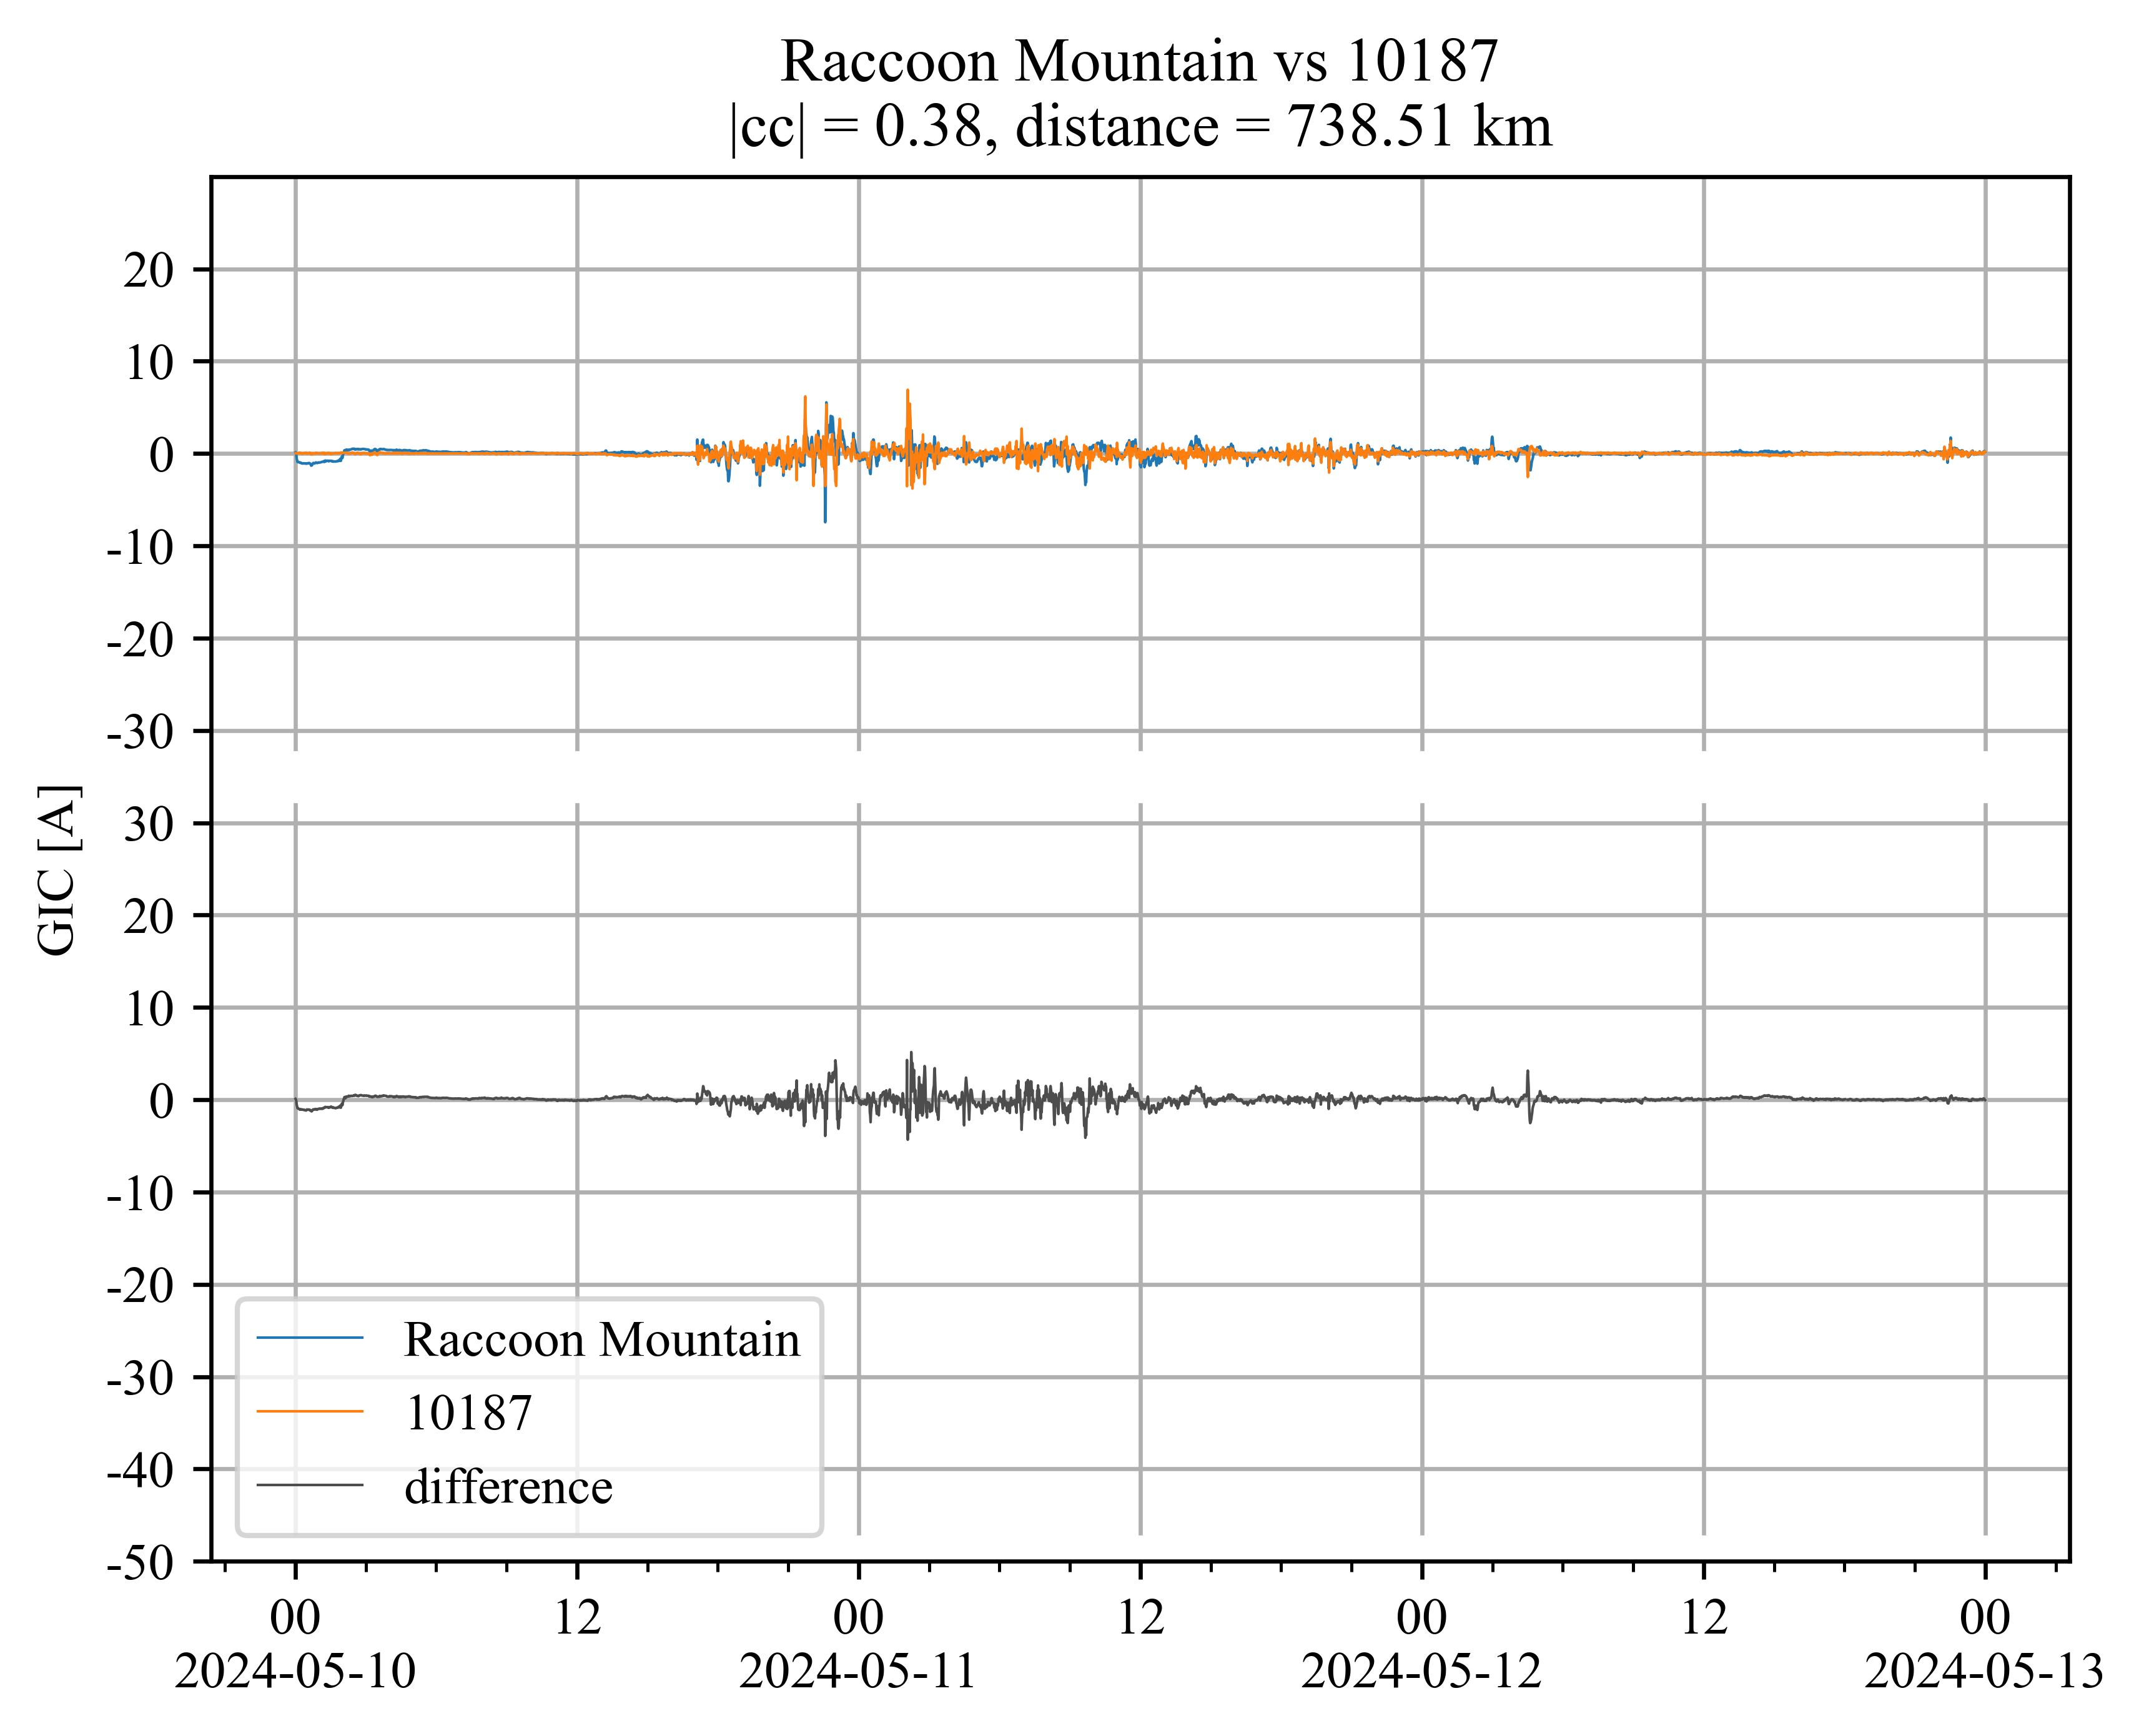 Raccoon Mountain vs 10187
|cc| = 0.38, distance = 738.51 km
GIC [A]
20
10
0
-10
-20
-30
30
20
10
0
-10
-20
-30
-40
-50
Raccoon Mountain
10187
difference
00 12 00 12 00 12 00
2024-05-10 2024-05-11 2024-05-12 2024-05-13